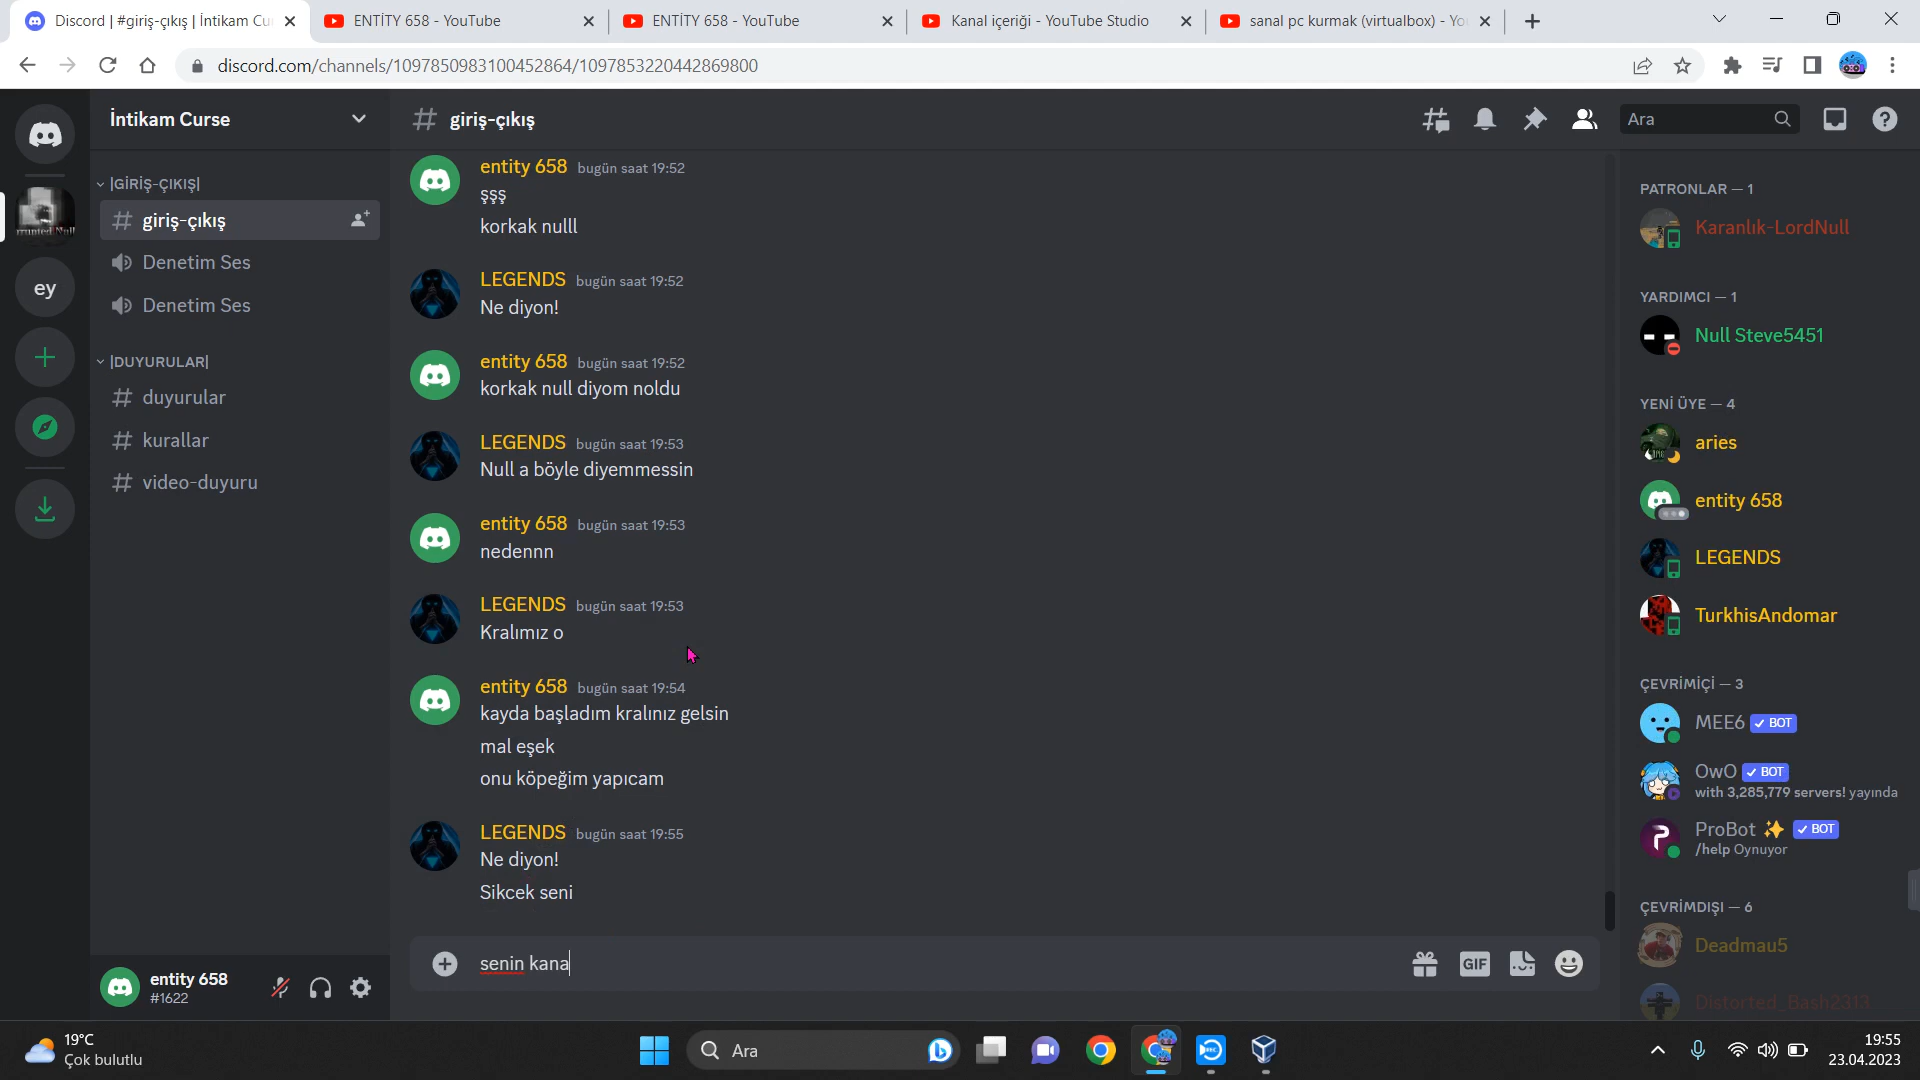 Discord | #giriş-çıkış | İntikam Cu
ENTİTY 658 - YouTube
ENTİTY 658 - YouTube
Kanal içeriği - YouTube Studio
sanal pc kurmak (virtualbox) - Yo
discord.com/channels/1097850983100452864/1097853220442869800
İntikam Curse
giriş-çıkış
Ara
|GİRİŞ-ÇIKIŞ|
giriş-çıkış
Denetim Ses
Denetim Ses
ey
|DUYURULAR|
duyurular
kurallar
video-duyuru
entity 658
#1622
entity 658 bugün saat 19:52
şşş
korkak nulll
LEGENDS bugün saat 19:52
Ne diyon!
entity 658 bugün saat 19:52
korkak null diyom noldu
LEGENDS bugün saat 19:53
Null a böyle diyemmessin
entity 658 bugün saat 19:53
nedennn
LEGENDS bugün saat 19:53
Kralımız o
entity 658 bugün saat 19:54
kayda başladım kralınız gelsin
mal eşek
onu köpeğim yapıcam
LEGENDS bugün saat 19:55
Ne diyon!
Sikcek seni
senin kana
GIF
PATRONLAR — 1
Karanlık-LordNull
YARDIMCI — 1
Null Steve5451
YENİ ÜYE — 4
aries
entity 658
LEGENDS
TurkhisAndomar
ÇEVRİMİÇİ — 3
MEE6 ✓ BOT
OwO ✓ BOT
with 3,285,779 servers! yayında
ProBot ✨ ✓ BOT
/help Oynuyor
ÇEVRİMDIŞI — 6
Deadmau5
Distorted_Bash2313
19°C
Çok bulutlu
Ara
19:55
23.04.2023